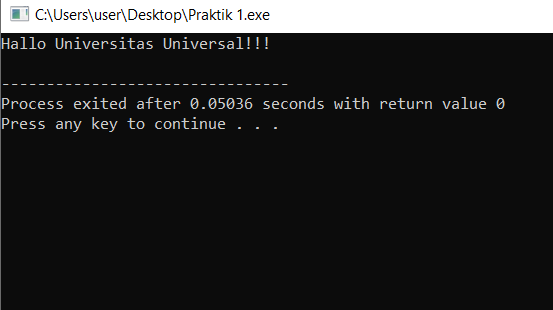 C:\Users\user\Desktop\Praktik 1.exe
Hallo Universitas Universal!!!
--------------------------------
Process exited after 0.05036 seconds with return value 0
Press any key to continue . . .